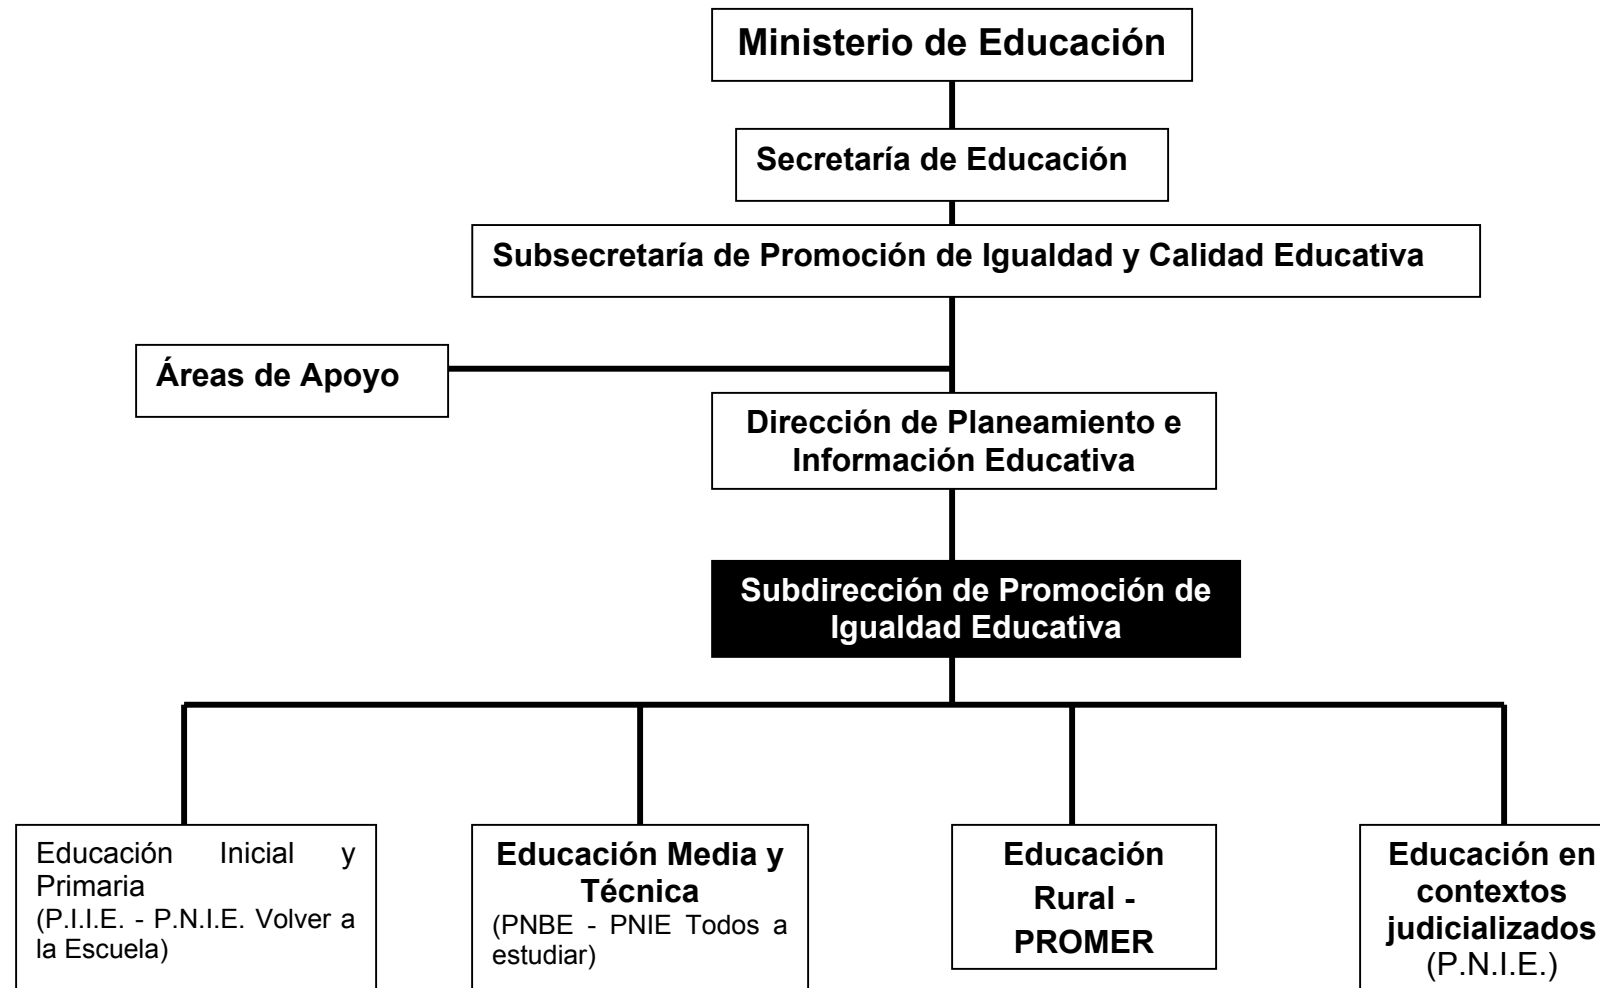 Ministerio de Educación
Secretaría de Educación
Subsecretaría de Promoción de Igualdad y Calidad Educativa
Áreas de Apoyo
Dirección de Planeamiento e
Información Educativa
Subdirección de Promoción de
Igualdad Educativa
Educación Inicial y
Primaria
(P.I.I.E. - P.N.I.E. Volver a
la Escuela)
Educación Media y
Técnica
(PNBE - PNIE Todos a
estudiar)
Educación
Rural -
PROMER
Educación en
contextos
judicializados
(P.N.I.E.)